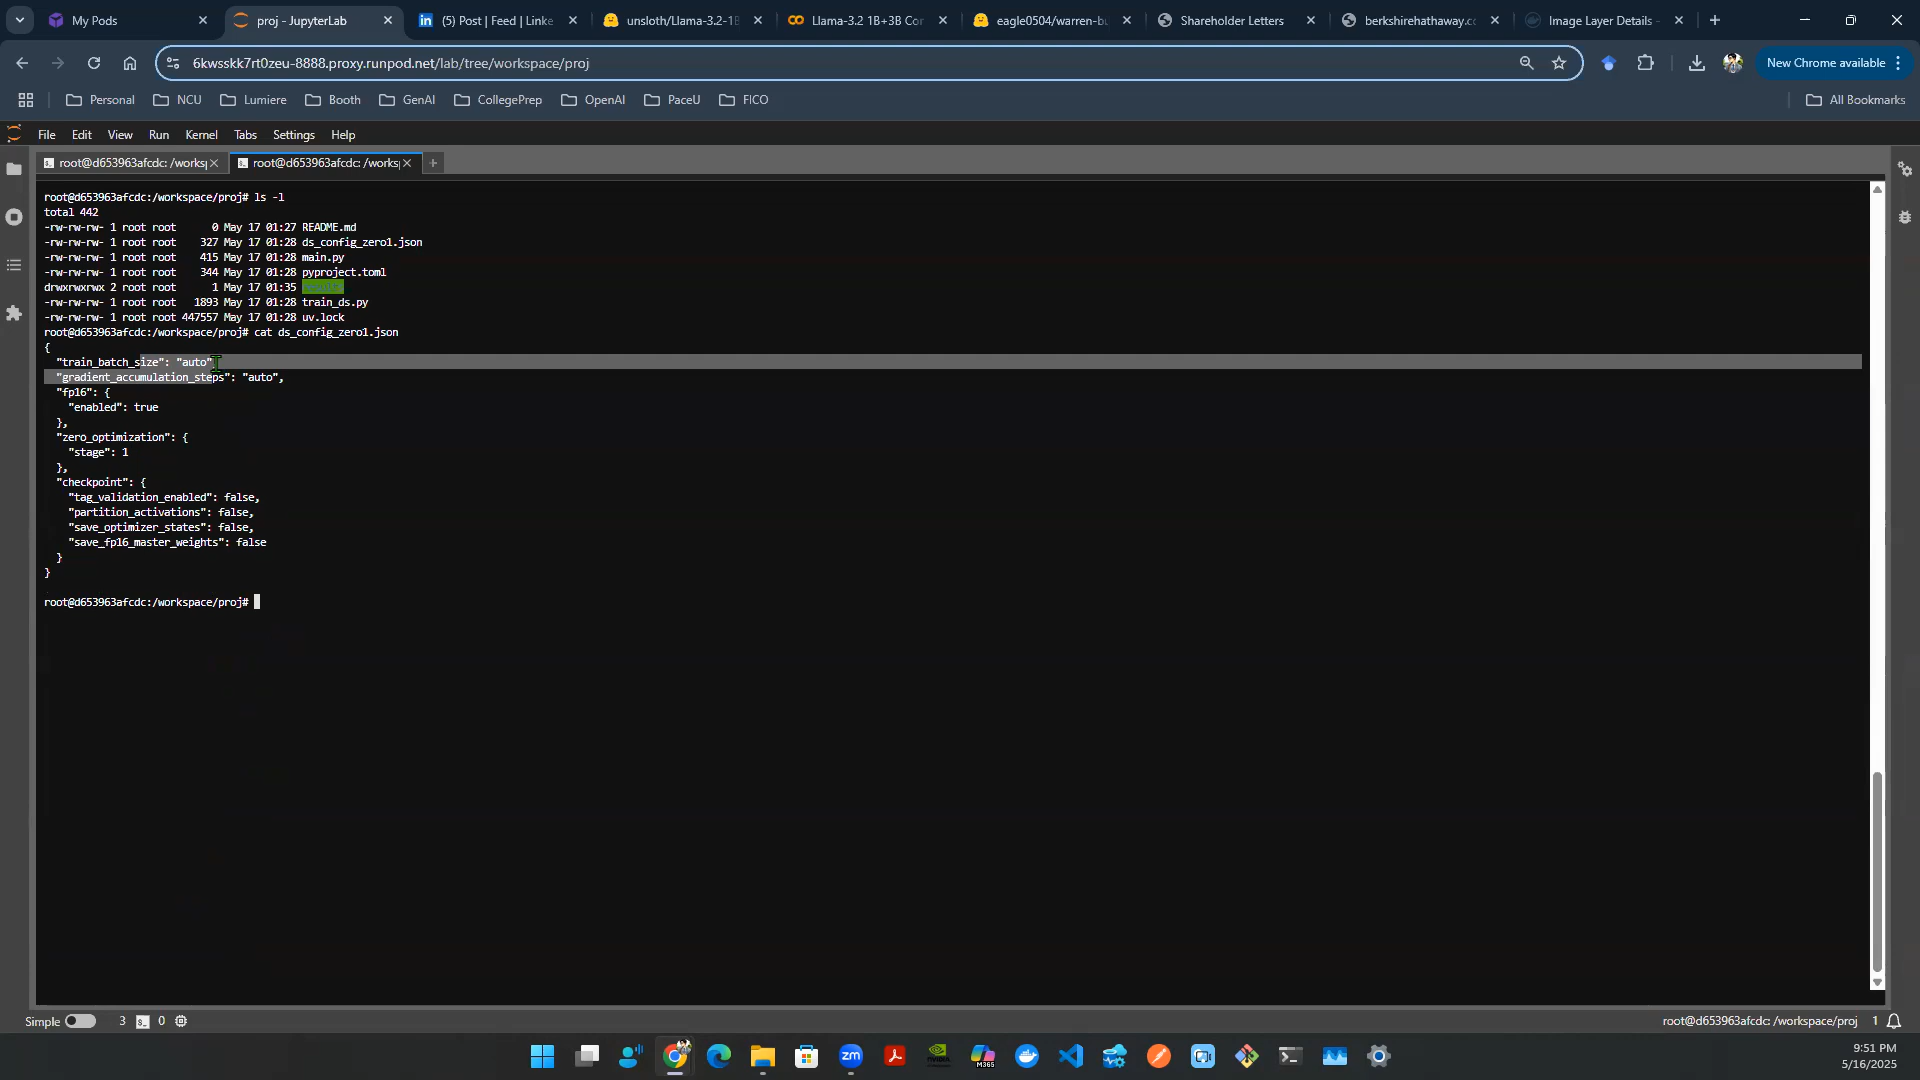 My Pods
proj - JupyterLab
(5) Post | Feed | Linke
unsloth/Llama-3.2-1B
Llama-3.2 1B+3B Con
eagle0504/warren-bu
Shareholder Letters
berkshirehathaway.co
Image Layer Details -
6kwsskk7rt0zeu-8888.proxy.runpod.net/lab/tree/workspace/proj
New Chrome available
Personal
NCU
Lumiere
Booth
GenAI
CollegePrep
OpenAI
PaceU
FICO
All Bookmarks
File Edit View Run Kernel Tabs Settings Help
root@d653963afcdc: /worksp
root@d653963afcdc: /worksp
root@d653963afcdc:/workspace/proj# ls -l
total 442
-rw-rw-rw- 1 root root 0 May 17 01:27 README.md
-rw-rw-rw- 1 root root 327 May 17 01:28 ds_config_zero1.json
-rw-rw-rw- 1 root root 415 May 17 01:28 main.py
-rw-rw-rw- 1 root root 344 May 17 01:28 pyproject.toml
drwxrwxrwx 2 root root 1 May 17 01:35
-rw-rw-rw- 1 root root 1893 May 17 01:28 train_ds.py
-rw-rw-rw- 1 root root 447557 May 17 01:28 uv.lock
root@d653963afcdc:/workspace/proj# cat ds_config_zero1.json
{
"train_batch_size": "auto",
"gradient_accumulation_steps": "auto",
"fp16": {
"enabled": true
},
"zero_optimization": {
"stage": 1
},
"checkpoint": {
"tag_validation_enabled": false,
"partition_activations": false,
"save_optimizer_states": false,
"save_fp16_master_weights": false
}
}
root@d653963afcdc:/workspace/proj#
Simple
3
0
root@d653963afcdc: /workspace/proj
1
9:51 PM
5/16/2025